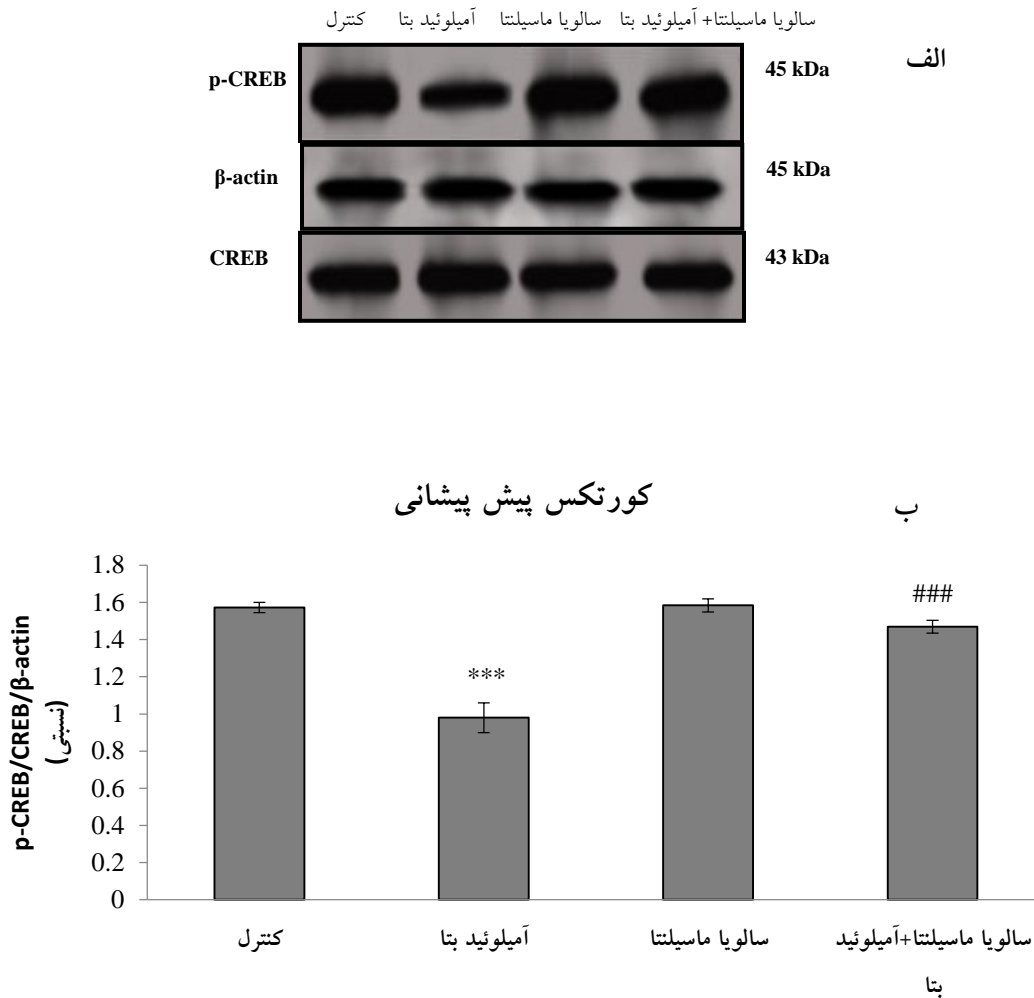 کنترل آمیلوئید بتا سالویا ماسیلنتا سالویا ماسیلنتا+ آمیلوئید بتا
الف
p-CREB 45 kDa
β-actin 45 kDa
CREB 43 kDa
کورتکس پیش پیشانی
ب
p-CREB/CREB/β-actin
(نسبتی)
1.8
1.6
1.4
1.2
1
0.8
0.6
0.4
0.2
0
***
###
کنترل آمیلوئید بتا سالویا ماسیلنتا سالویا ماسیلنتا+آمیلوئید
بتا